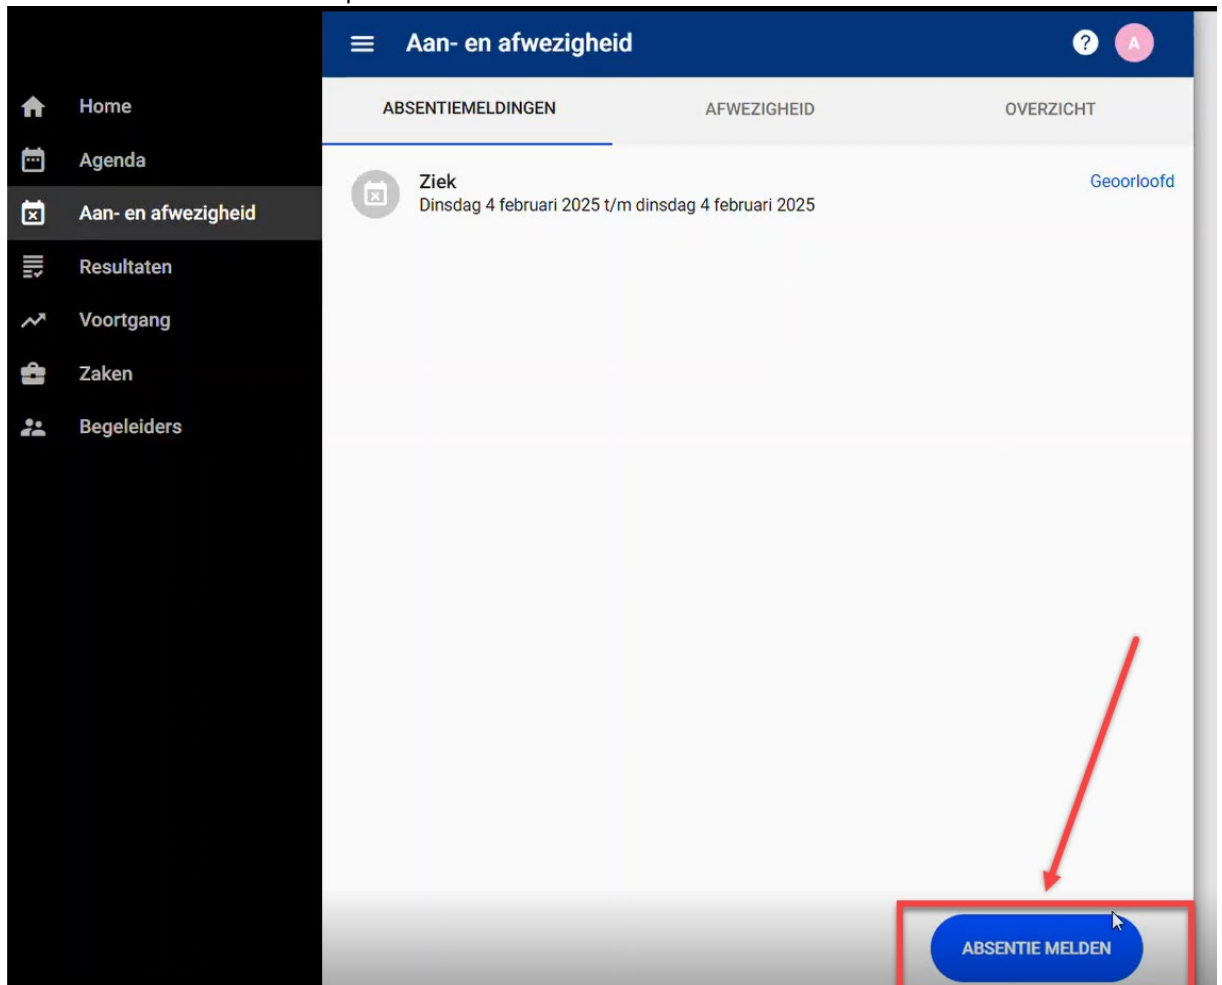 Aan- en afwezigheid
?
A
Home
Agenda
Aan- en afwezigheid
Resultaten
Voortgang
Zaken
Begeleiders
ABSENTIEMELDINGEN
AFWEZIGHEID
OVERZICHT
Ziek
Geoorloofd
Dinsdag 4 februari 2025 t/m dinsdag 4 februari 2025
ABSENTIE MELDEN